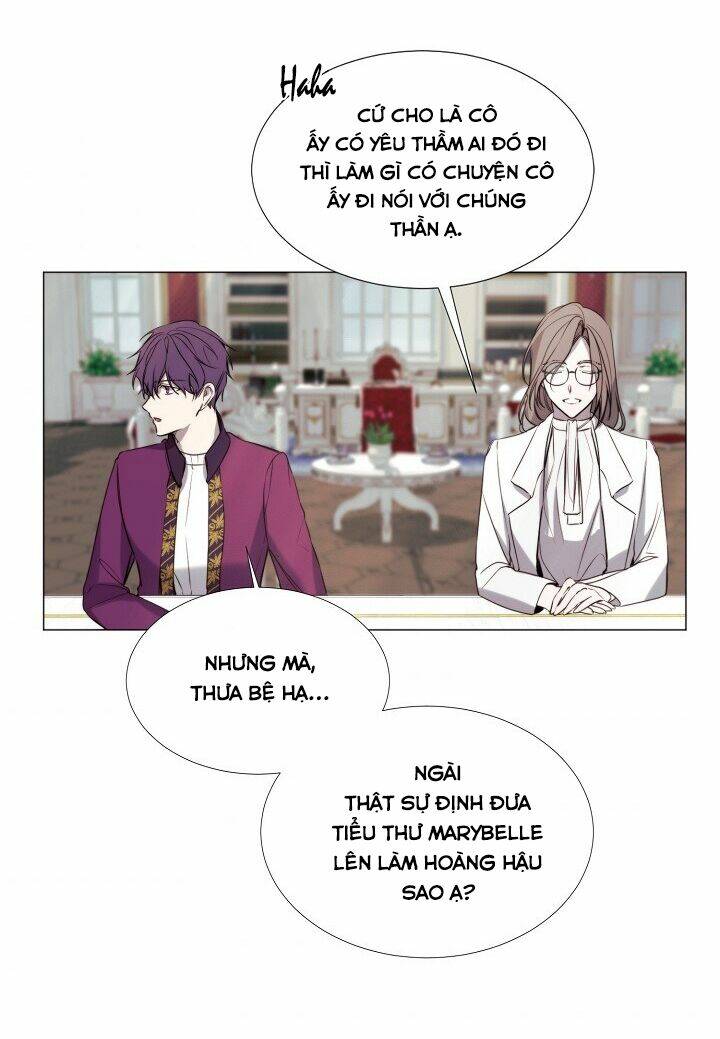 Haha
CỨ CHO LÀ CÔ
ẤY CÓ YÊU THẦM AI ĐÓ ĐI
THÌ LÀM GÌ CÓ CHUYỆN CÔ
ẤY ĐI NÓI VỚI CHÚNG
THẦN Ạ.
NHƯNG MÀ,
THƯA BỆ HẠ...
NGÀI
THẬT SỰ ĐỊNH ĐƯA
TIỂU THƯ MARYBELLE
LÊN LÀM HOÀNG HẬU
SAO Ạ?